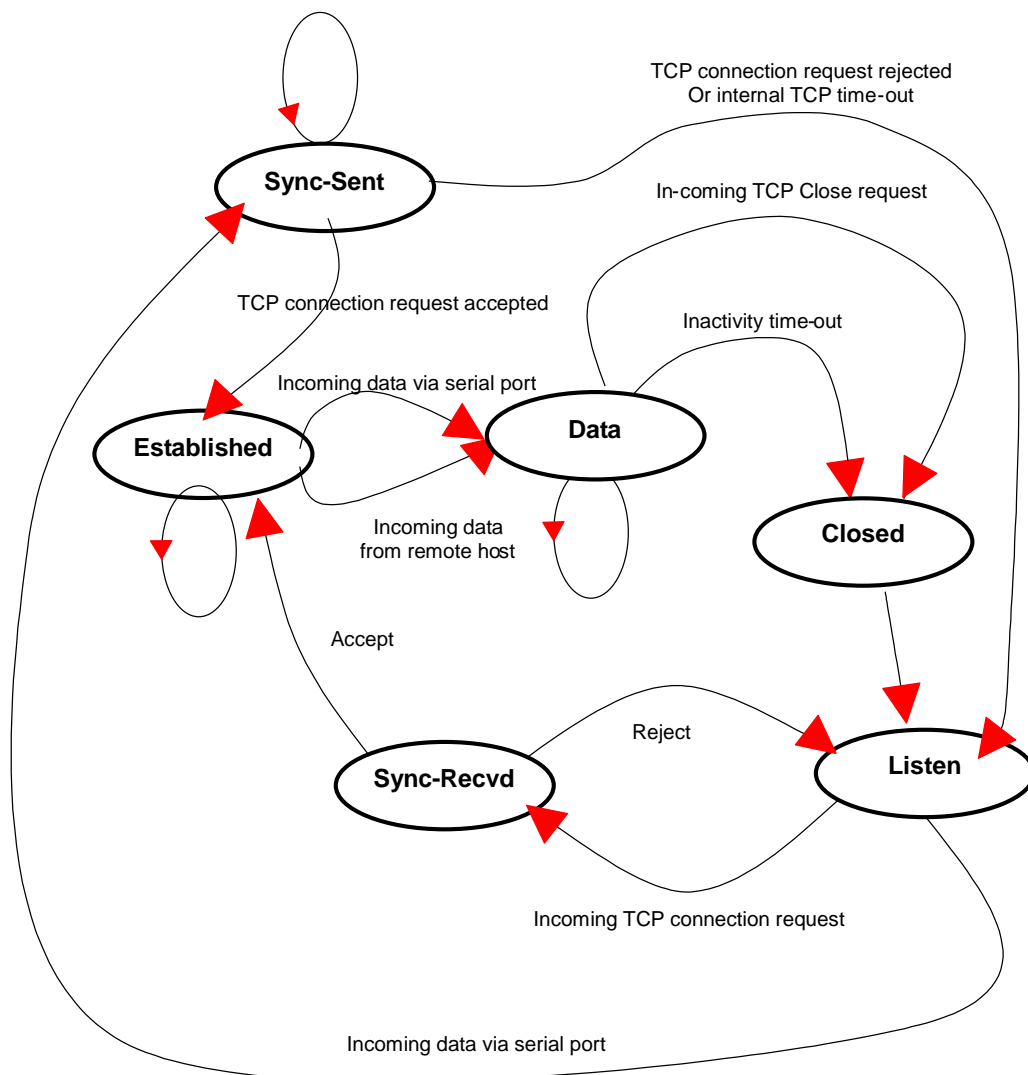 TCP connection request rejected
Or internal TCP time-out
Sync-Sent
In-coming TCP Close request
TCP connection request accepted
Inactivity time-out
Incoming data via serial port
Data
Established
Incoming data
from remote host
Closed
Accept
Reject
Listen
Sync-Recvd
Incoming TCP connection request
Incoming data via serial port